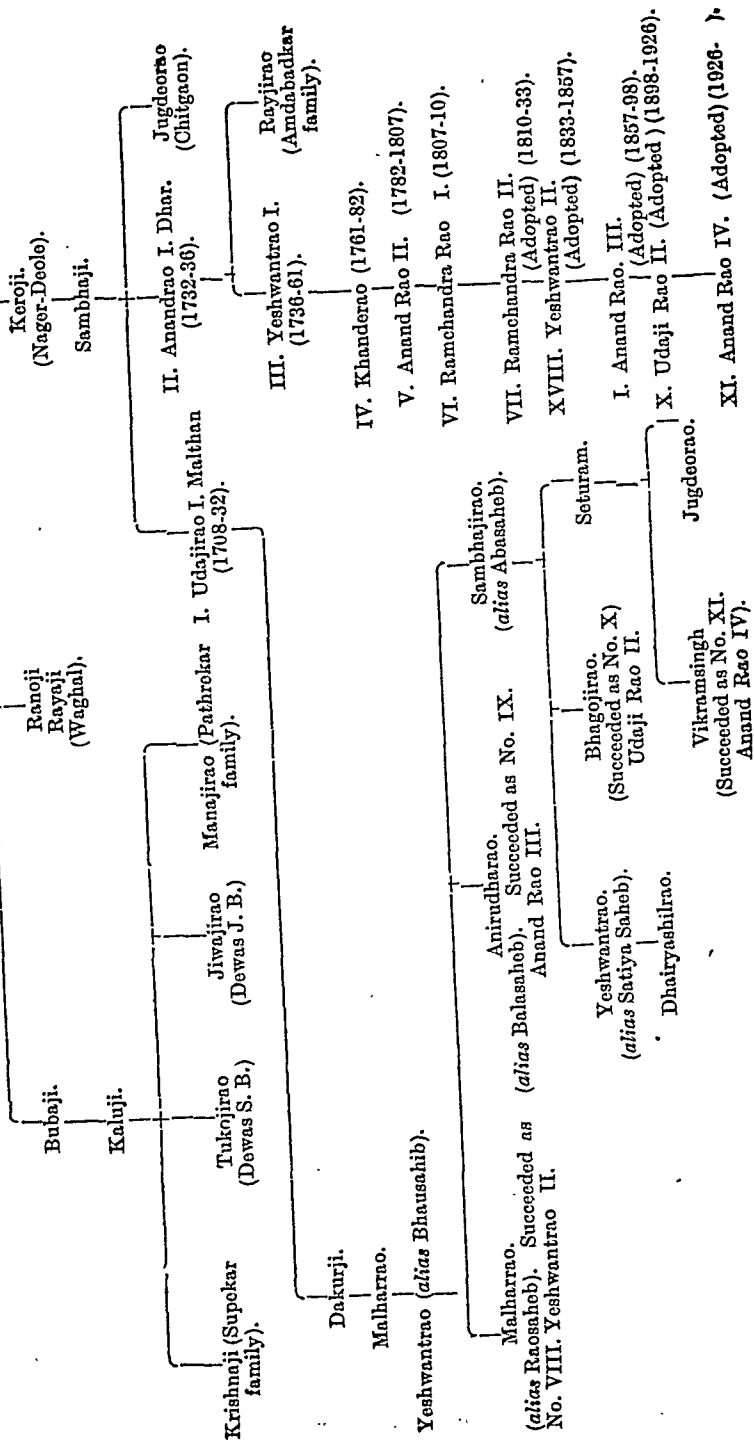 Keroji.
(Nager-Deole).
Sambhaji.
Ranoji
Rayaji
(Waghal).
Bubaji.
Kaluji.
Jugdeorao
(Chitgaon).
II. Anandrao I. Dhar.
(1732-36).
I. Udajirao I. Malthan
(1708-32).
Manajirao (Pathrokar
family).
Jiwajirao
(Dewas J. B.)
Tukojirao
(Dewas S. B.)
Krishnaji (Supekar
family).
Rayjirao
(Amdabadkar
family).
III. Yeshwantrao I.
(1736-61).
IV. Khanderao (1761-82).
V. Anand Rao II. (1782-1807).
VI. Ramchandra Rao I. (1807-10).
VII. Ramchandra Rao II.
(Adopted) (1810-33).
XVIII. Yeshwantrao II.
(Adopted) (1833-1857).
I. Anand Rao. III.
(Adopted) (1857-98).
X. Udaji Rao II. (Adopted) (1898-1926).
XI. Anand Rao IV. (Adopted) (1926- ).
Dakurji.
Malharrao.
Yeshwantrao (alias Bhausahib).
Malharrao.
(alias Raosaheb). Succeeded as
No. VIII. Yeshwantrao II.
Anirudharao.
(alias Balasaheb). Succeeded as No. IX.
Anand Rao III.
Sambhajirao.
(alias Abasaheb).
Yeshwantrao.
(alias Satiya Saheb).
Dhairyashilrao.
Bhagojirao.
(Succeeded as No. X)
Udaji Rao II.
Seturam.
Vikramsingh
(Succeeded as No. XI.
Anand Rao IV).
Jugdeorao.